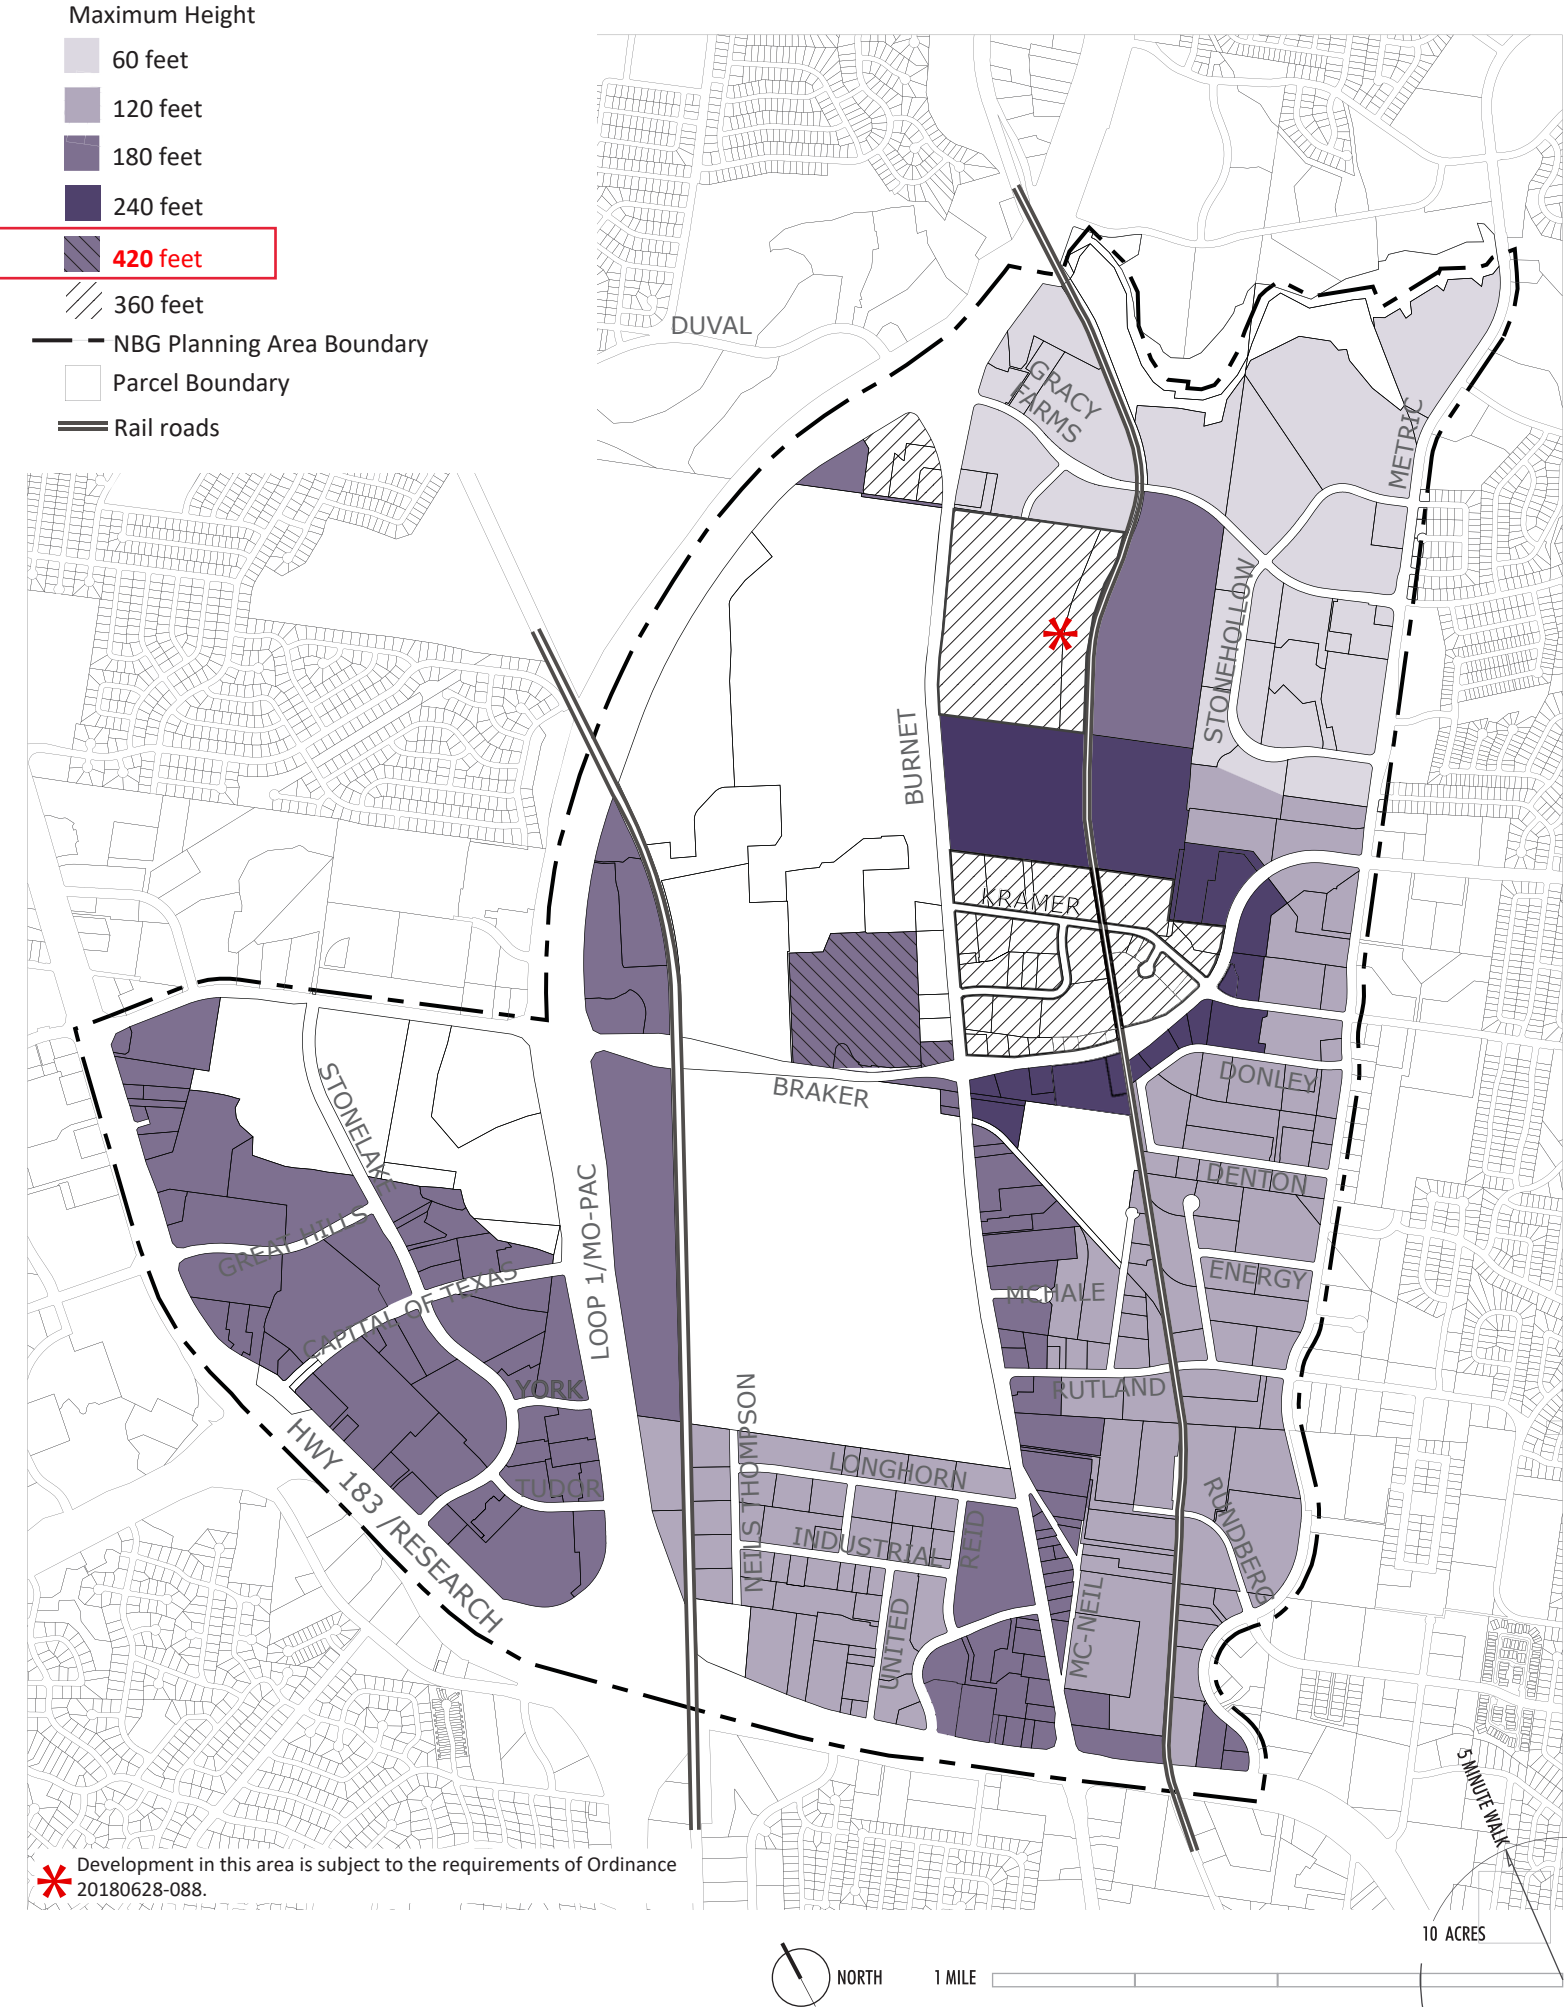 Maximum Height
60 feet
120 feet
180 feet
240 feet
420 feet
360 feet
NBG Planning Area Boundary
Parcel Boundary
Rail roads
DUVAL
GRACY
FARMS
METRIC
STONEHOLLOW
BURNET
KRAMER
BRAKER
DONLEY
DENTON
STONELAKE
GREAT HILLS
CAPITAL OF TEXAS
LOOP 1/MO-PAC
ENERGY
MCHALE
YORK
RUTLAND
TUDOR
HWY 183 /RESEARCH
NEILS THOMPSON
LONGHORN
INDUSTRIAL
REID
RUNDBERG
UNITED
MC-NEIL
5 MINUTE WALK
* Development in this area is subject to the requirements of Ordinance
20180628-088.
10 ACRES
NORTH
1 MILE